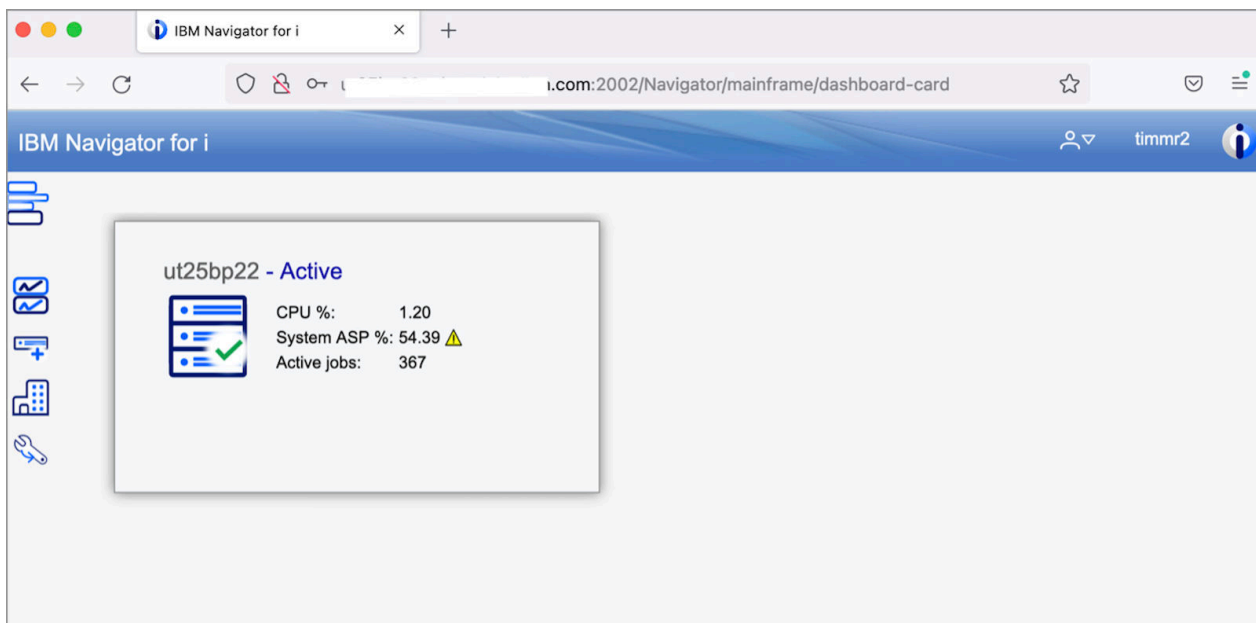 IBM Navigator for i
.com:2002/Navigator/mainframe/dashboard-card
IBM Navigator for i
timmr2
ut25bp22 - Active
CPU %: 1.20
System ASP %: 54.39
Active jobs: 367